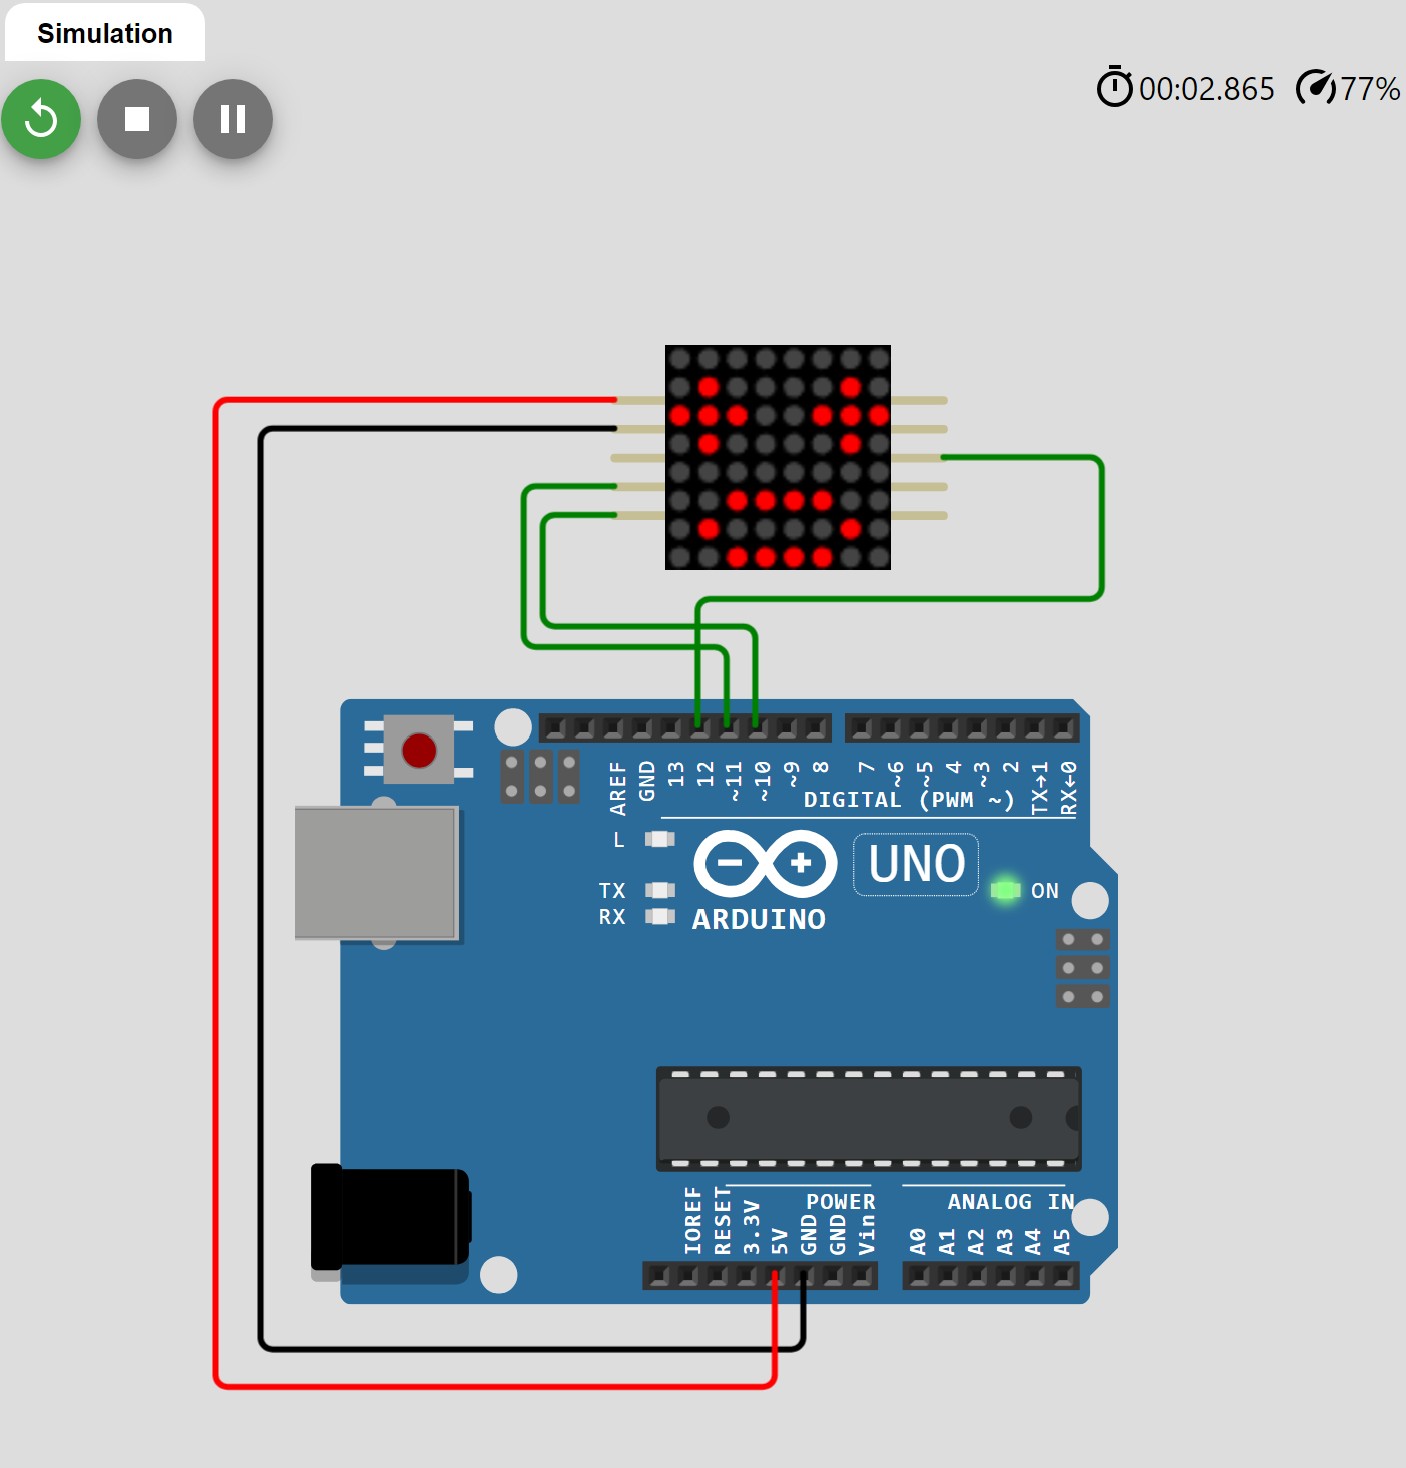 Simulation
00:02.865 77%
AREF GND 13 12 ~11 ~10 ~9 8 7 ~6 ~5 4 ~3 2 TX→1 RX←0
DIGITAL (PWM ~)
L
UNO
TX ON
RX ARDUINO
POWER ANALOG IN
IOREF RESET 3.3V 5V GND GND Vin A0 A1 A2 A3 A4 A5